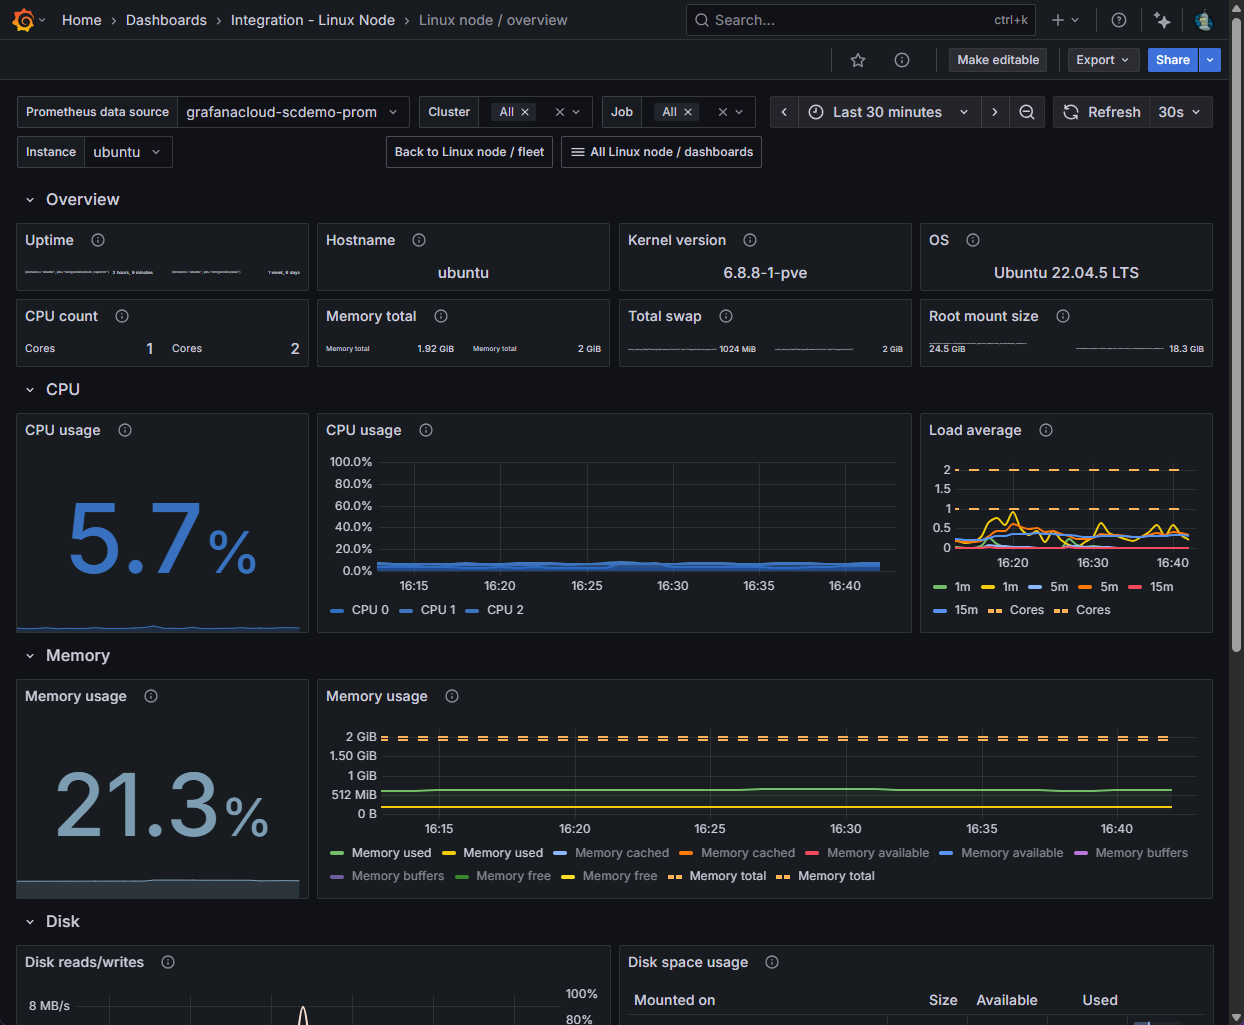 Home › Dashboards › Integration - Linux Node › Linux node / overview
Search... ctrl+k
Make editable Export Share
Prometheus data source grafanacloud-scdemo-prom Cluster All × Job All × Last 30 minutes Refresh 30s
Instance ubuntu Back to Linux node / fleet All Linux node / dashboards
Overview
Uptime
2 hours, 9 minutes
1 week, 6 days
Hostname
ubuntu
Kernel version
6.8.8-1-pve
OS
Ubuntu 22.04.5 LTS
CPU count
Cores 1 Cores 2
Memory total
Memory total 1.92 GiB Memory total 2 GiB
Total swap
1024 MiB 2 GiB
Root mount size
24.5 GiB 18.3 GiB
CPU
CPU usage
5.7%
CPU usage
100.0%
80.0%
60.0%
40.0%
20.0%
0.0%
16:15 16:20 16:25 16:30 16:35 16:40
CPU 0 CPU 1 CPU 2
Load average
2
1.5
1
0.5
0
16:20 16:30 16:40
1m 1m 5m 5m 15m
15m Cores Cores
Memory
Memory usage
21.3%
Memory usage
2 GiB
1.50 GiB
1 GiB
512 MiB
0 B
16:15 16:20 16:25 16:30 16:35 16:40
Memory used Memory used Memory cached Memory cached Memory available Memory available Memory buffers
Memory buffers Memory free Memory free Memory total Memory total
Disk
Disk reads/writes
8 MB/s
100%
80%
Disk space usage
Mounted on Size Available Used